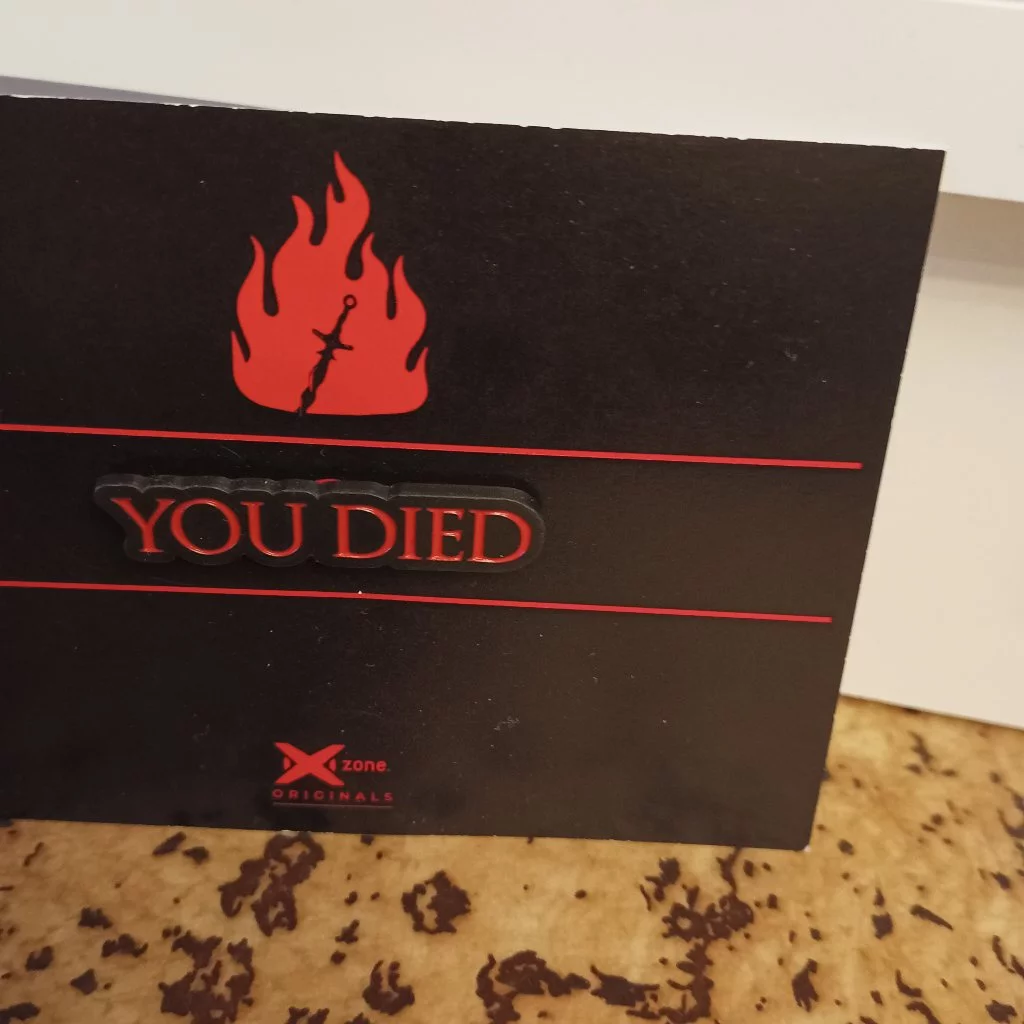 YOU DIED
X zone.
ORIGINALS